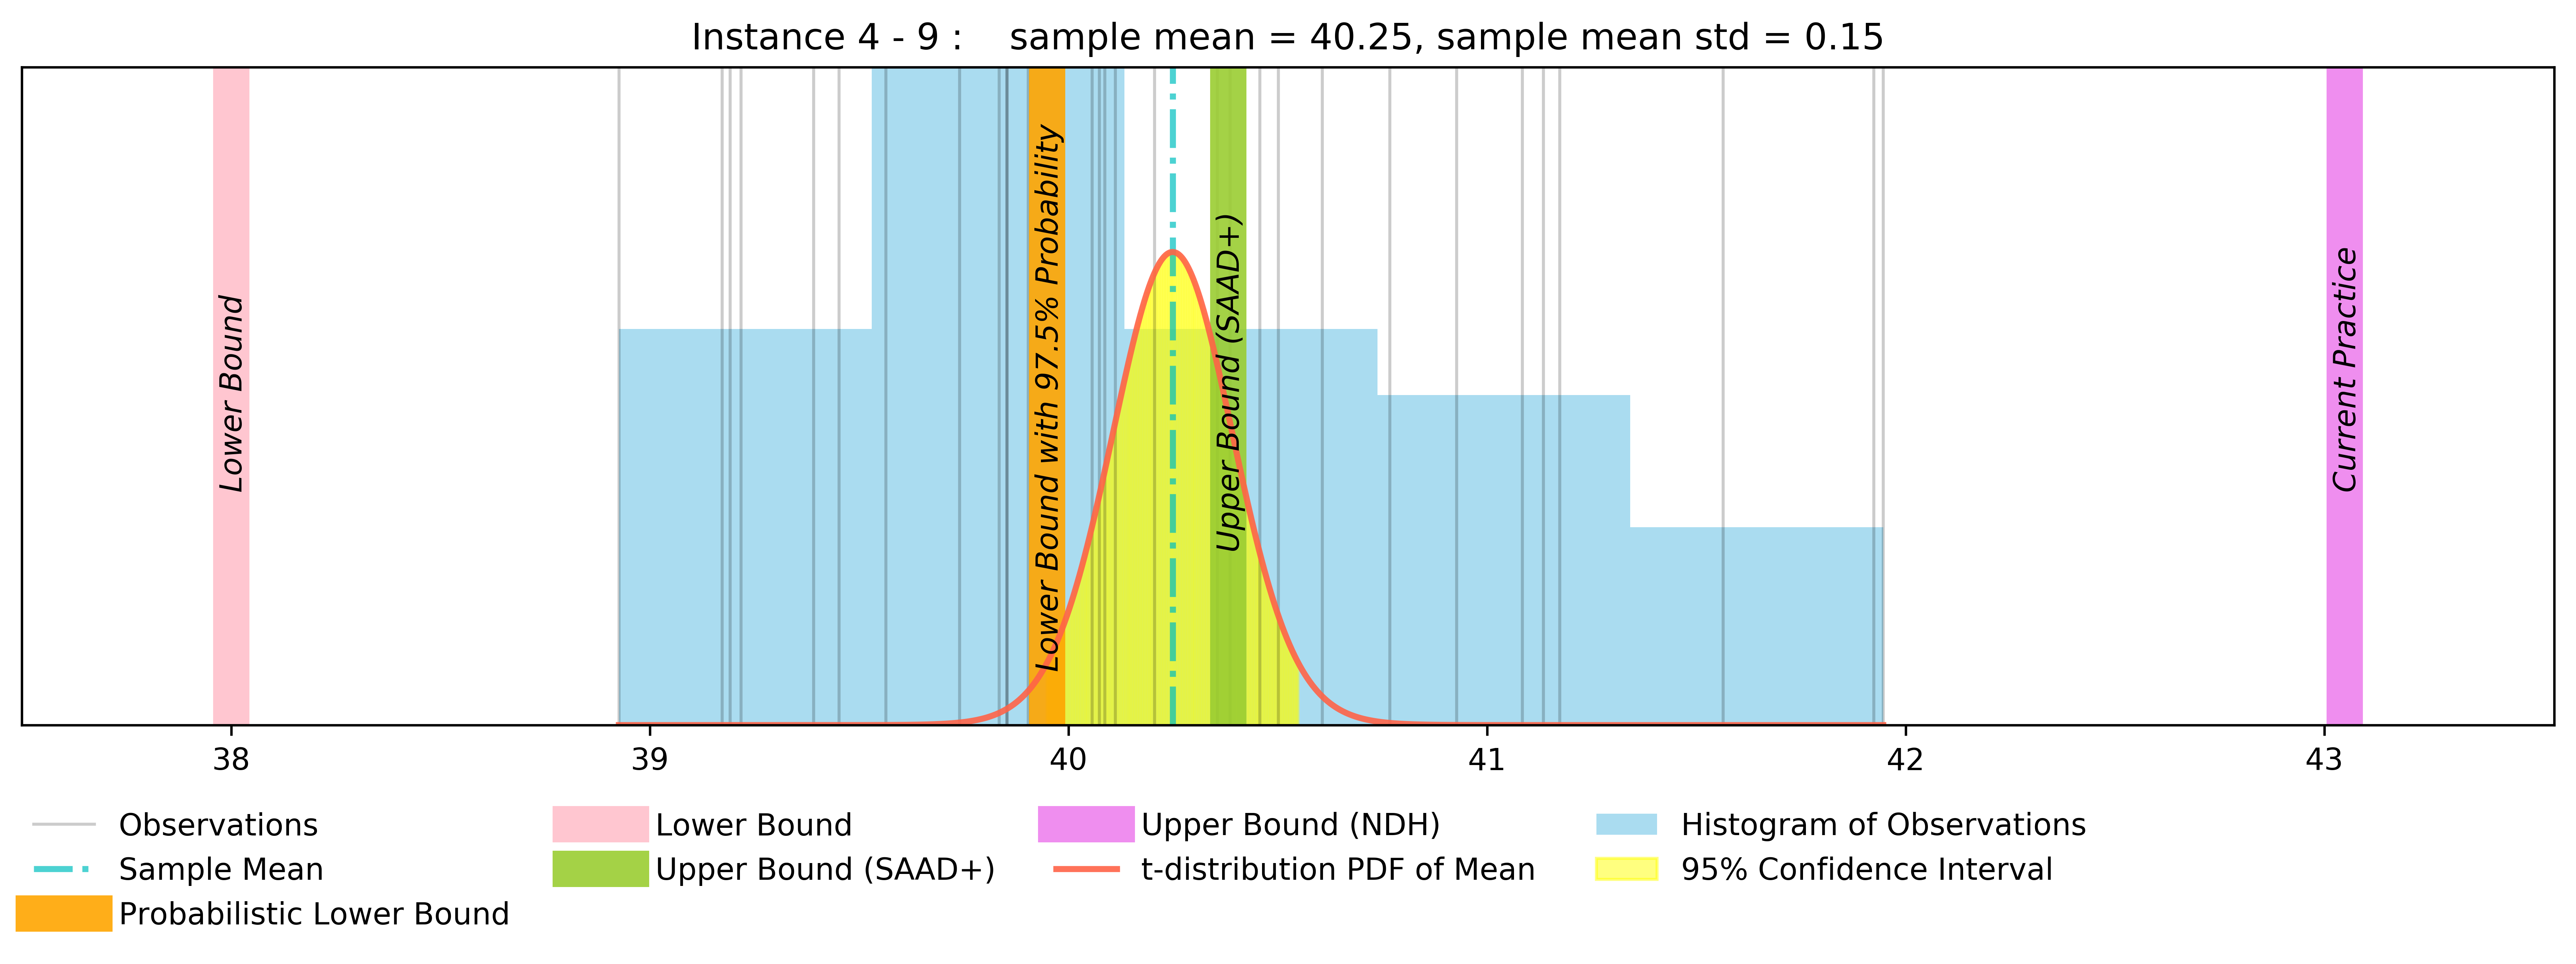 Instance 4 - 9 :    sample mean = 40.25, sample mean std = 0.15
Lower Bound
Lower Bound with 97.5% Probability
Upper Bound (SAAD+)
Current Practice
38 39 40 41 42 43
Observations
Sample Mean
Probabilistic Lower Bound
Lower Bound
Upper Bound (SAAD+)
Upper Bound (NDH)
t-distribution PDF of Mean
Histogram of Observations
95% Confidence Interval